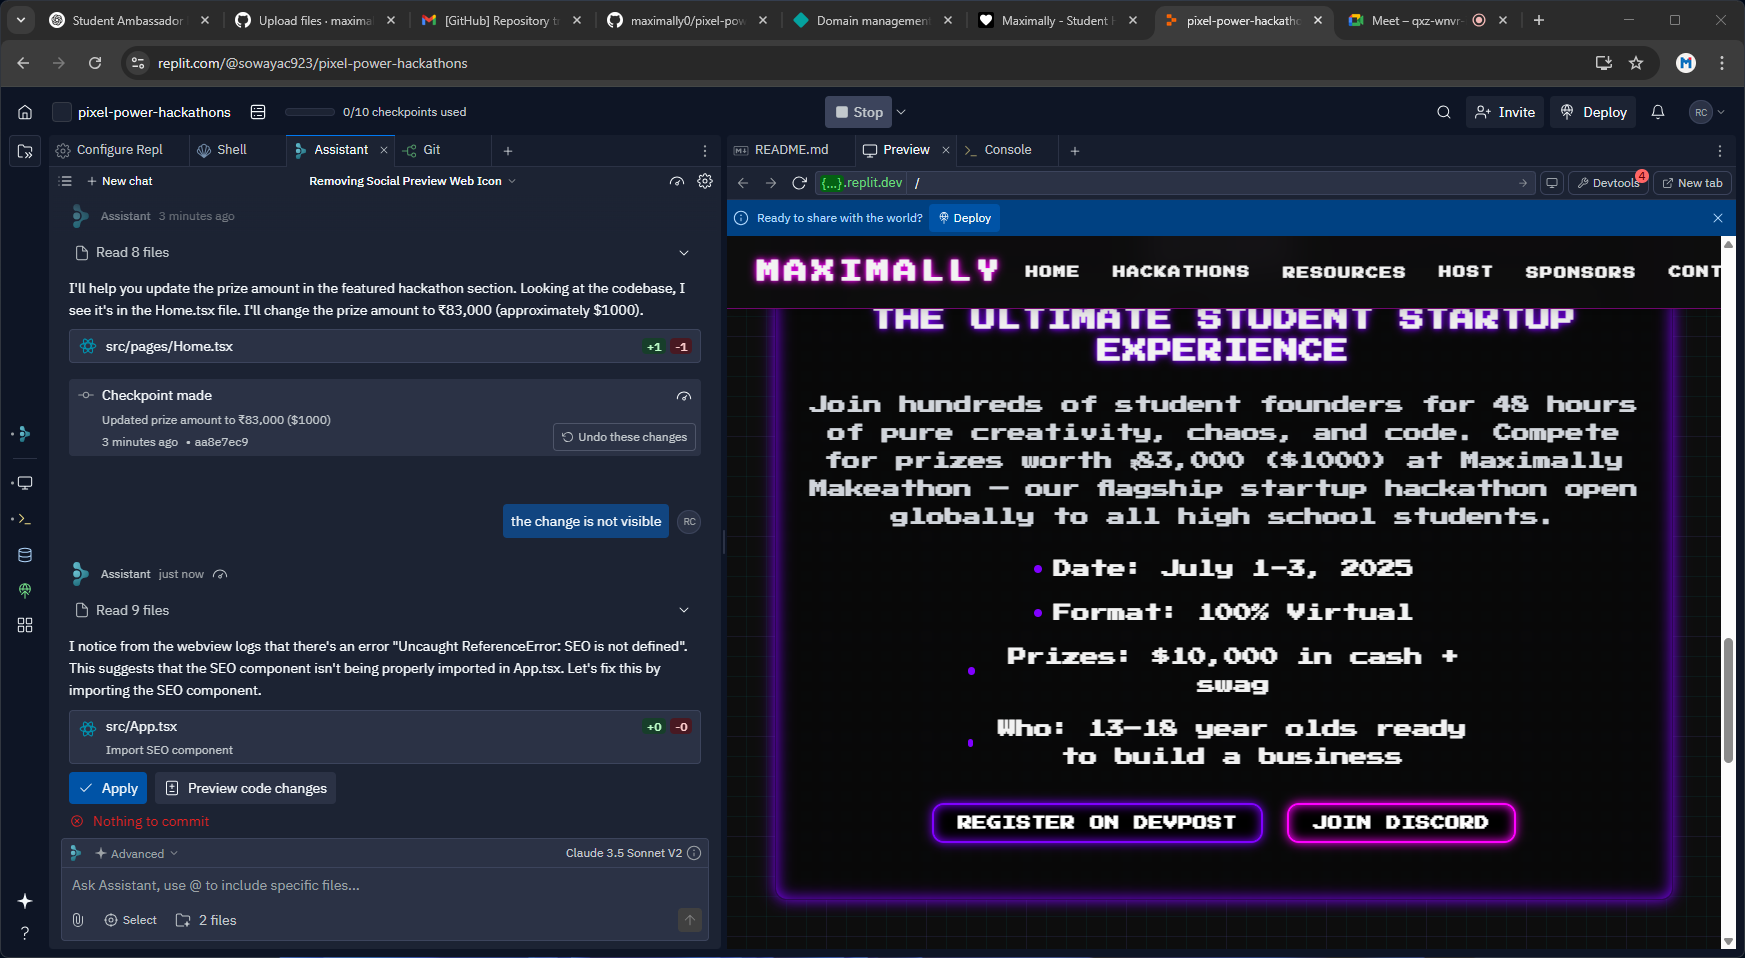 Student Ambassador
Upload files · maximal
[GitHub] Repository t
maximally0/pixel-pow
Domain management
Maximally - Student
pixel-power-hackatho
Meet – qxz-wnvr-
replit.com/@sowayac923/pixel-power-hackathons
pixel-power-hackathons
0/10 checkpoints used
Stop
Invite
Deploy
RC
Configure Repl
Shell
Assistant
Git
README.md
Preview
Console
New chat
Removing Social Preview Web Icon
{...}.replit.dev
/
Devtools
4
New tab
Assistant 3 minutes ago
Read 8 files
I'll help you update the prize amount in the featured hackathon section. Looking at the codebase, I
see it's in the Home.tsx file. I'll change the prize amount to ₹83,000 (approximately $1000).
src/pages/Home.tsx
+1 -1
Checkpoint made
Updated prize amount to ₹83,000 ($1000)
3 minutes ago • aa8e7ec9
Undo these changes
the change is not visible
RC
Assistant just now
Read 9 files
I notice from the webview logs that there's an error "Uncaught ReferenceError: SEO is not defined".
This suggests that the SEO component isn't being properly imported in App.tsx. Let's fix this by
importing the SEO component.
src/App.tsx
+0 -0
Import SEO component
Apply
Preview code changes
Nothing to commit
Advanced
Claude 3.5 Sonnet V2
Ask Assistant, use @ to include specific files...
Select
2 files
Ready to share with the world?
Deploy
MAXIMALLY
HOME
HACKATHONS
RESOURCES
HOST
SPONSORS
CONT
THE ULTIMATE STUDENT STARTUP
EXPERIENCE
Join hundreds of student founders for 48 hours
of pure creativity, chaos, and code. Compete
for prizes worth ₹83,000 ($1000) at Maximally
Makeathon — our flagship startup hackathon open
globally to all high school students.
• Date: July 1-3, 2025
• Format: 100% Virtual
• Prizes: $10,000 in cash +
swag
• Who: 13-18 year olds ready
to build a business
REGISTER ON DEVPOST
JOIN DISCORD